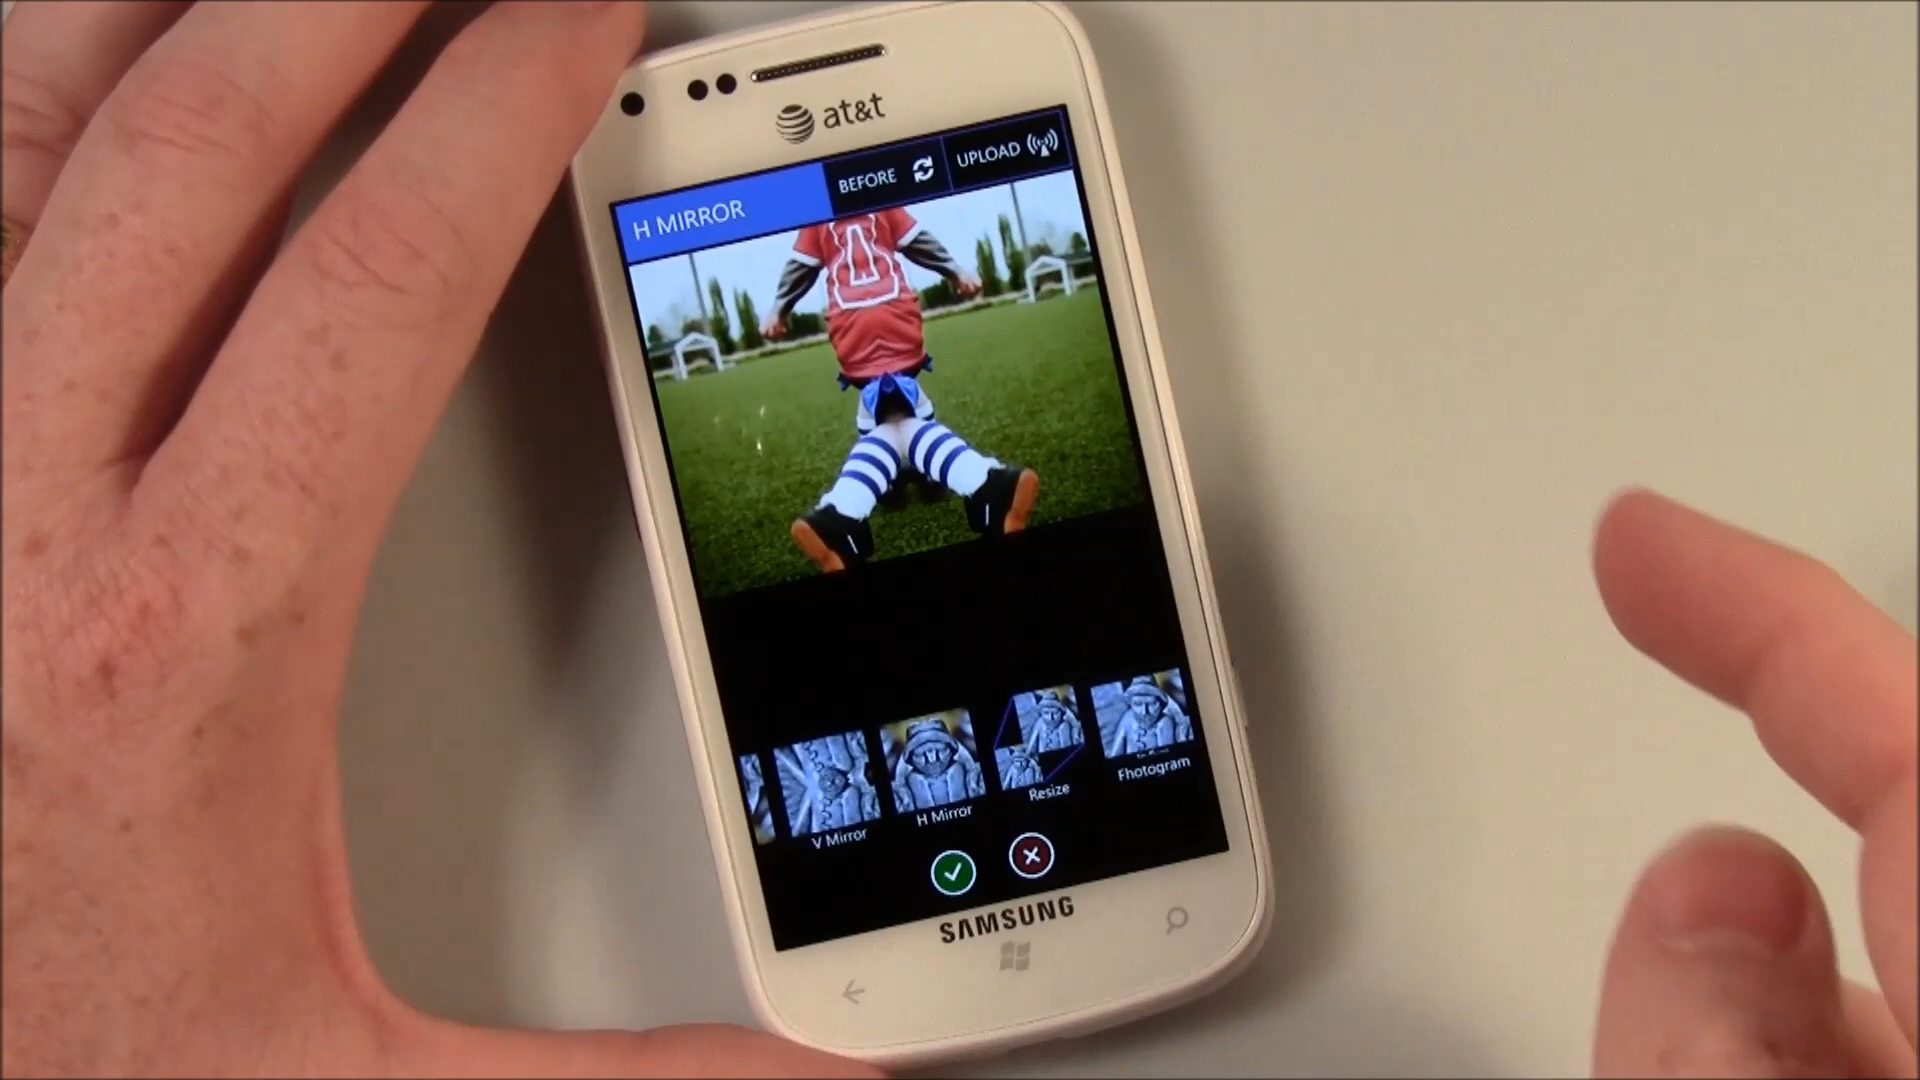 at&t
H MIRROR
BEFORE
UPLOAD
V Mirror
H Mirror
Resize
Fhotogram
SAMSUNG